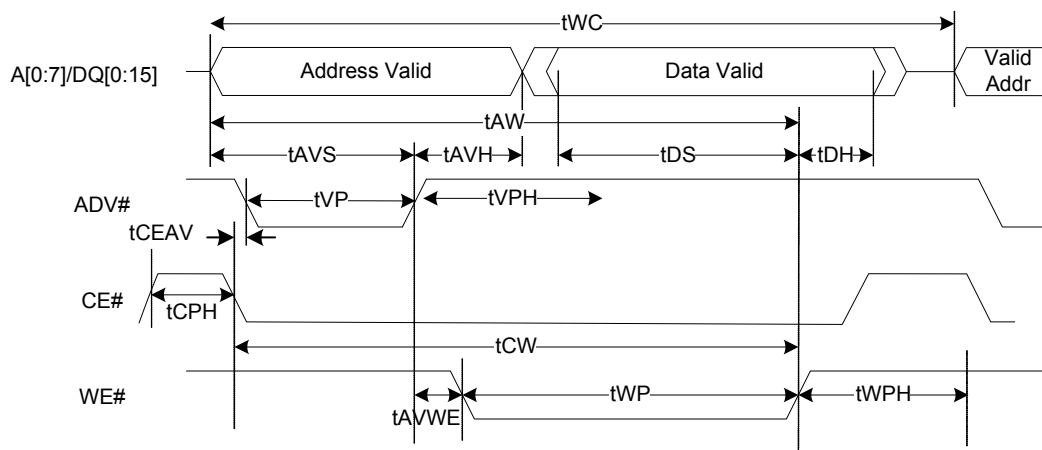 tWC
A[0:7]/DQ[0:15]
Address Valid
Data Valid
Valid
Addr
tAW
tAVS
tAVH
tDS
tDH
ADV#
tVP
tVPH
tCEAV
CE#
tCPH
tCW
WE#
tAVWE
tWP
tWPH